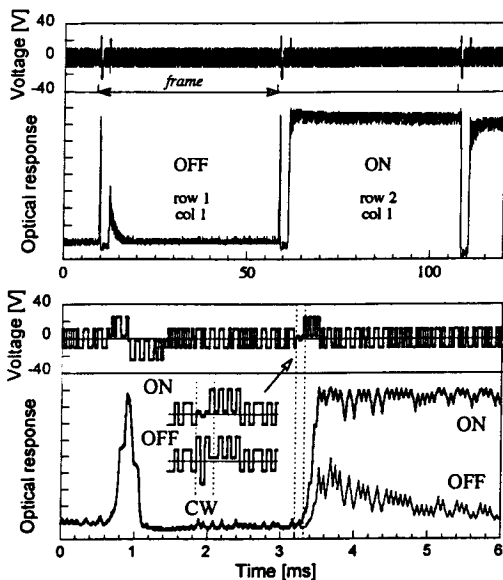 Voltage [V]
40
0
-40
frame
Optical response
OFF
row 1
col 1
ON
row 2
col 1
0
50
100
Voltage [V]
40
0
-40
Optical response
ON
OFF
CW
ON
OFF
0
1
2
3
4
5
6
Time [ms]